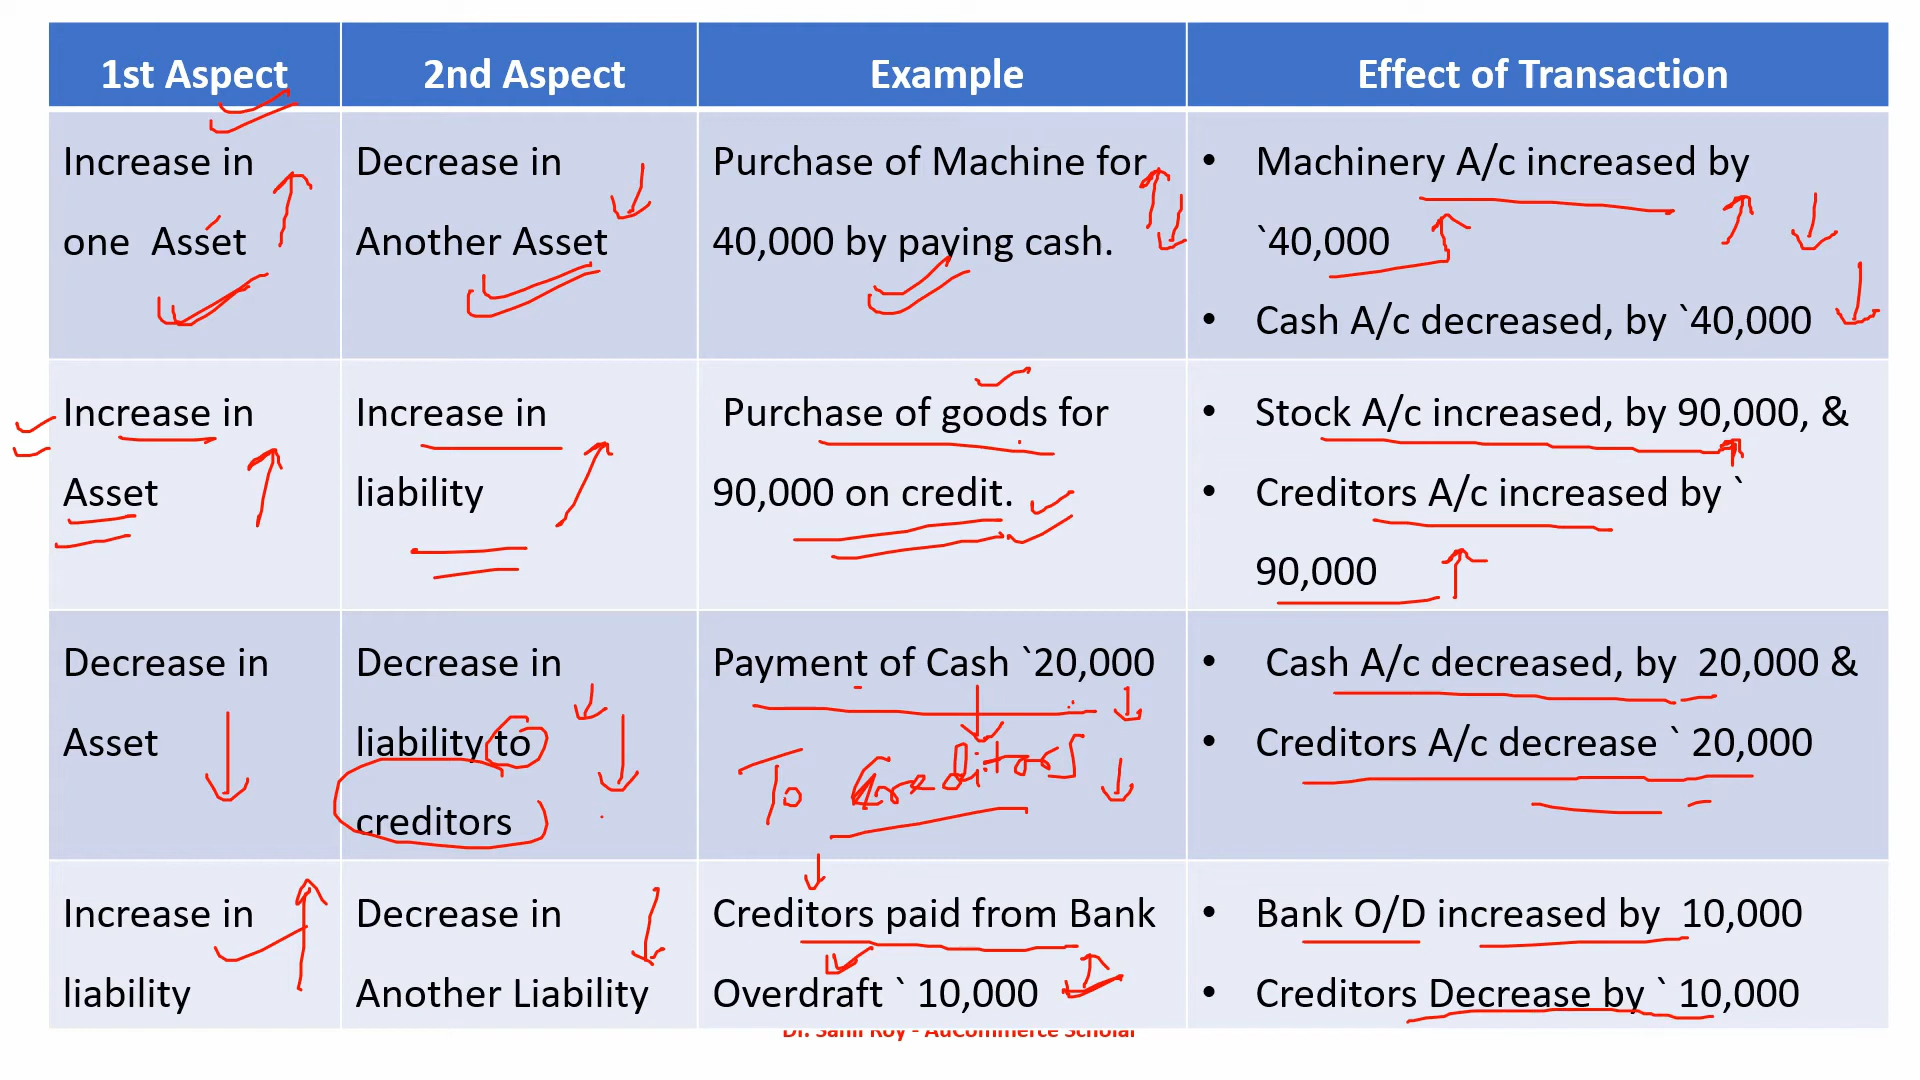 1st Aspect
2nd Aspect
Example
Effect of Transaction
Increase in
one Asset
Decrease in
Another Asset
Purchase of Machine for
40,000 by paying cash.
• Machinery A/c increased by
`40,000
• Cash A/c decreased, by `40,000
Increase in
Asset
Increase in
liability
Purchase of goods for
90,000 on credit.
• Stock A/c increased, by 90,000, &
• Creditors A/c increased by `
90,000
Decrease in
Asset
Decrease in
liability to
creditors
Payment of Cash `20,000
To Creditors
• Cash A/c decreased, by 20,000 &
• Creditors A/c decrease ` 20,000
Increase in
liability
Decrease in
Another Liability
Creditors paid from Bank
Overdraft ` 10,000
• Bank O/D increased by 10,000
• Creditors Decrease by ` 10,000
Roy - AuCommerce Scholar